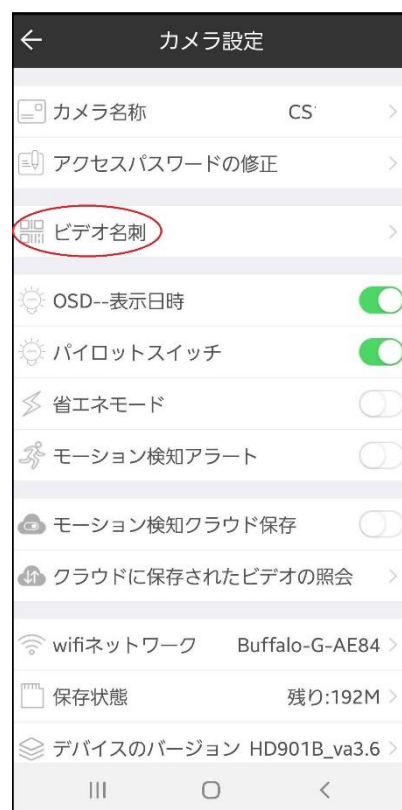 カメラ設定
カメラ名称 CS
アクセスパスワードの修正
ビデオ名刺
OSD--表示日時
パイロットスイッチ
省エネモード
モーション検知アラート
モーション検知クラウド保存
クラウドに保存されたビデオの照会
wifiネットワーク Buffalo-G-AE84
保存状態 残り:192M
デバイスのバージョン HD901B_va3.6